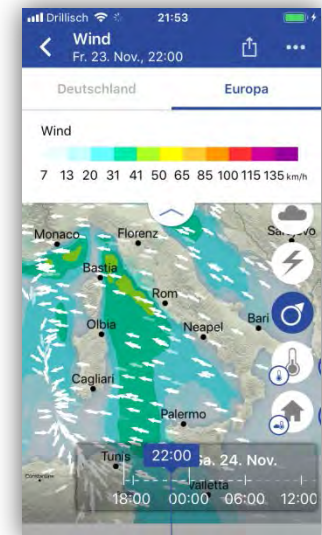 Drillisch 21:53
Wind
Fr. 23. Nov., 22:00
Deutschland Europa
Wind
7 13 20 31 41 50 65 85 100 115 135 km/h
Monaco Florenz
Bastia
Rom
Olbia Neapel Bari
Cagliari
Palermo
Tunis 22:00 Sa. 24. Nov.
Valletta
18:00 00:00 06:00 12:00